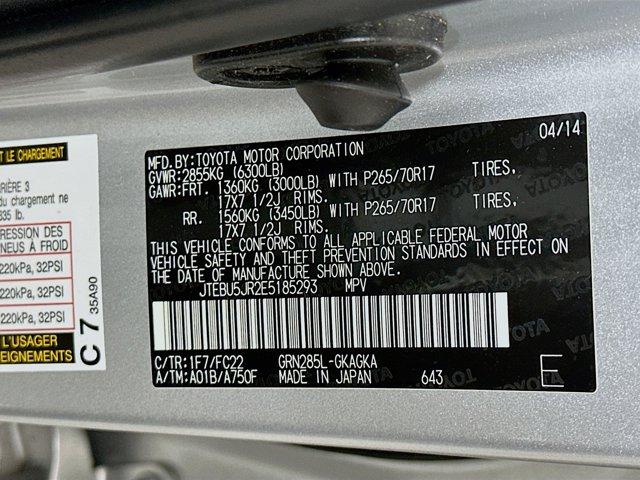 04/14
MFD. BY: TOYOTA MOTOR CORPORATION
GVWR: 2855KG (6300LB)
GAWR: FRT. 1360KG (3000LB) WITH P265/70R17 TIRES,
17X7 1/2J RIMS.
RR. 1560KG (3450LB) WITH P265/70R17 TIRES,
17X7 1/2J RIMS.
THIS VEHICLE CONFORMS TO ALL APPLICABLE FEDERAL MOTOR
VEHICLE SAFETY AND THEFT PREVENTION STANDARDS IN EFFECT ON
THE DATE OF MANUFACTURE SHOWN ABOVE.
JTEBU5JR2E5185293 MPV
C/TR: 1F7/FC22 GRN285L-GKAGKA
A/TM: A01B/A750F MADE IN JAPAN 643 E
T LE CHARGEMENT
RIÈRE 3
du chargement ne
835 lb.
RESSION DES
NEUS À FROID
220kPa, 32PSI
220kPa, 32PSI
220kPa, 32PSI
L'USAGER
SEIGNEMENTS
C 7 35A90